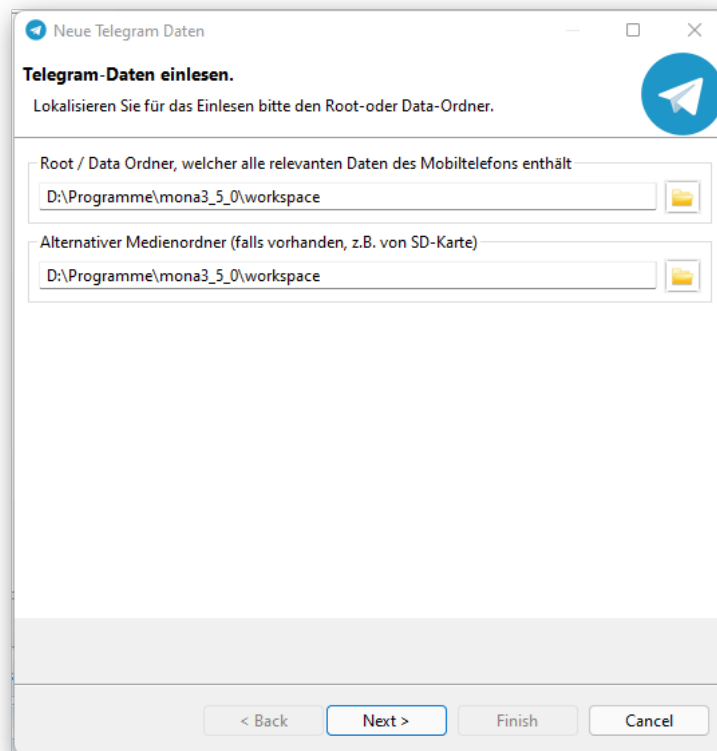 Neue Telegram Daten
Telegram-Daten einlesen.
Lokalisieren Sie für das Einlesen bitte den Root-oder Data-Ordner.
Root / Data Ordner, welcher alle relevanten Daten des Mobiltelefons enthält
D:\Programme\mona3_5_0\workspace
Alternativer Medienordner (falls vorhanden, z.B. von SD-Karte)
D:\Programme\mona3_5_0\workspace
< Back Next > Finish Cancel